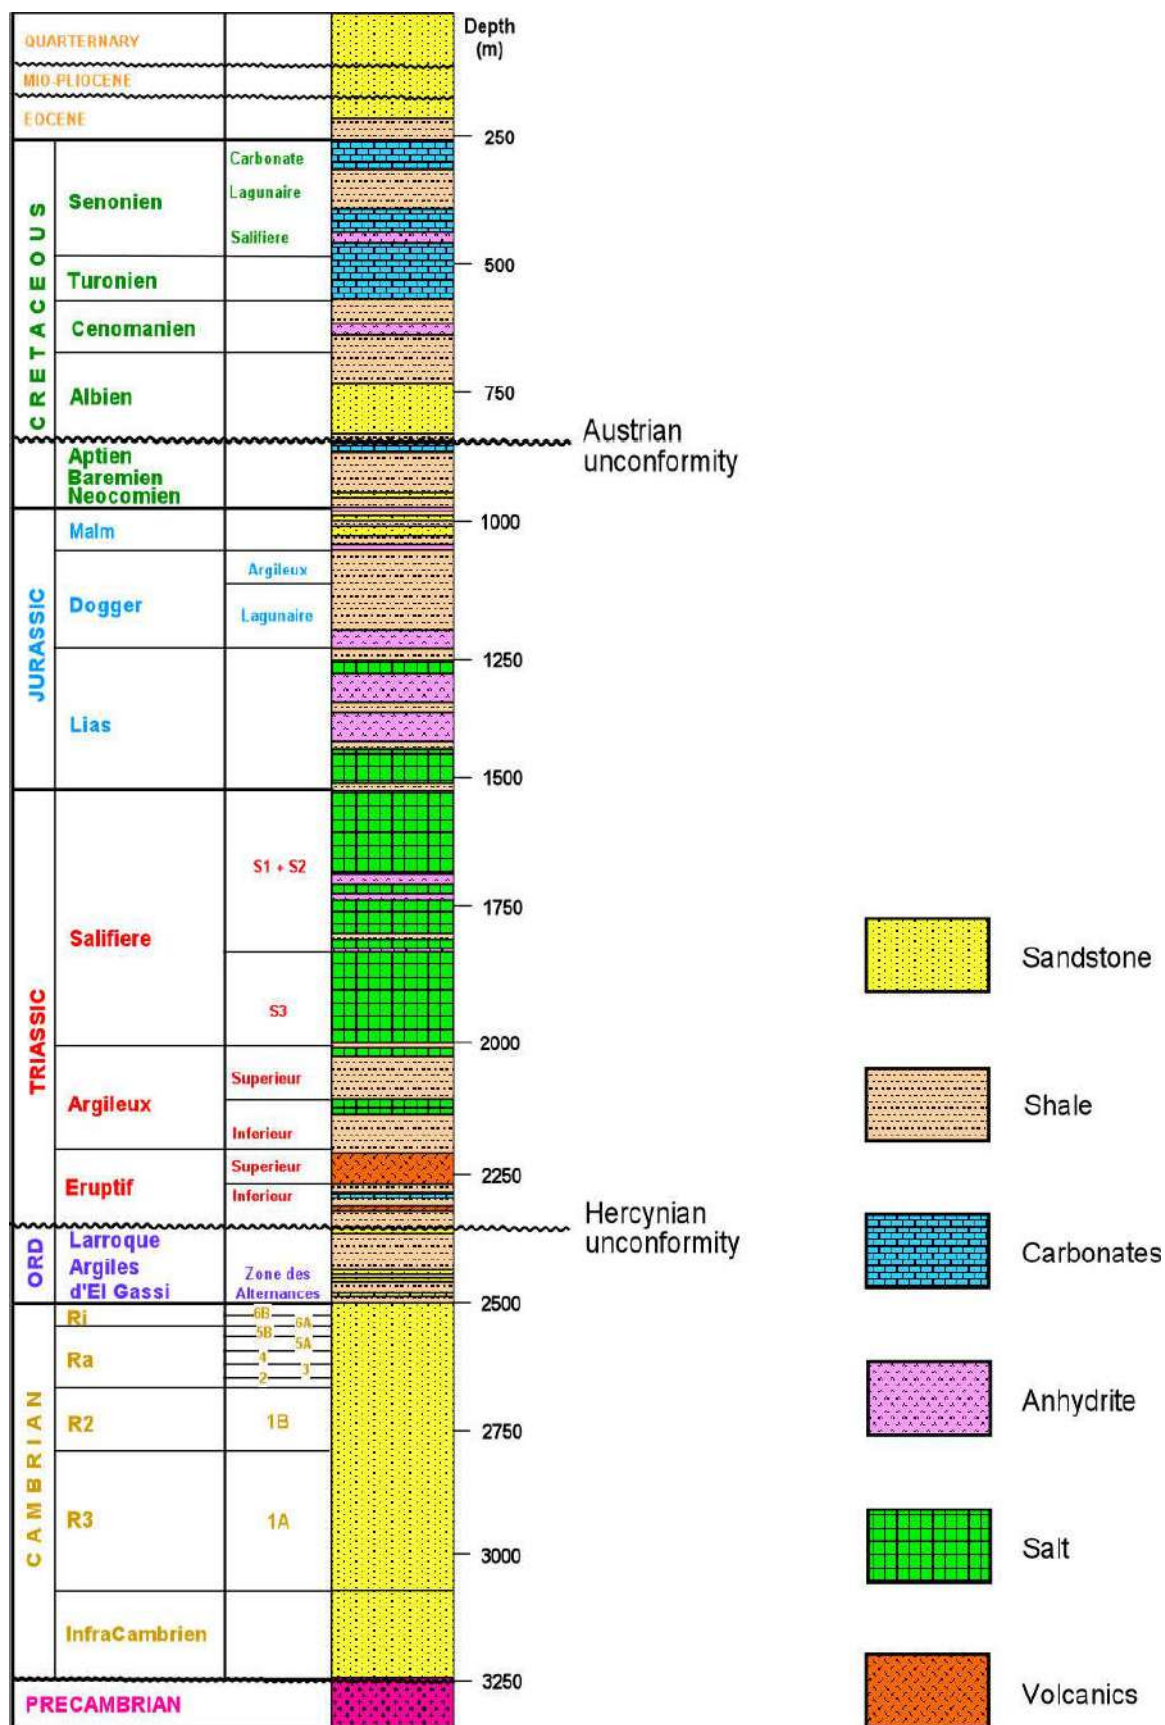 Depth
(m)
QUARTERNARY
MIO-PLIOCENE
EOCENE
250
CRETACEOUS
Senonien
Carbonate
Lagunaire
Salifiere
500
Turonien
Cenomanien
Albien
750
Austrian
unconformity
Aptien
Baremien
Neocomien
JURASSIC
Malm
1000
Dogger
Argileux
Lagunaire
1250
Lias
1500
TRIASSIC
Salifiere
S1 + S2
1750
S3
2000
Argileux
Superieur
Inferieur
Eruptif
Superieur
Inferieur
2250
Hercynian
unconformity
ORD
Larroque
Argiles
d'El Gassi
Zone des
Alternances
2500
CAMBRIAN
Ri
6B
6A
Ra
5B
5A
4
3
2
R2
1B
2750
R3
1A
3000
InfraCambrien
3250
PRECAMBRIAN
Sandstone
Shale
Carbonates
Anhydrite
Salt
Volcanics